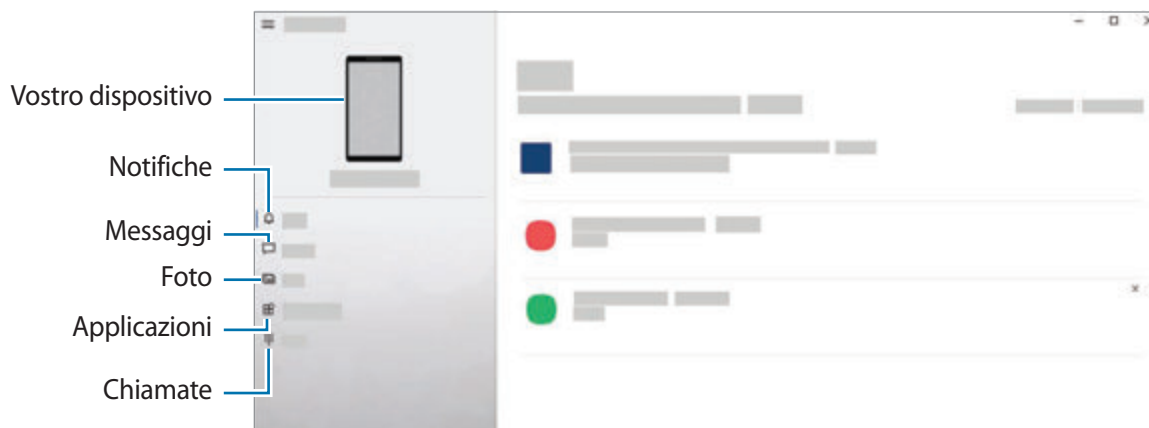 Vostro dispositivo
Notifiche
Messaggi
Foto
Applicazioni
Chiamate